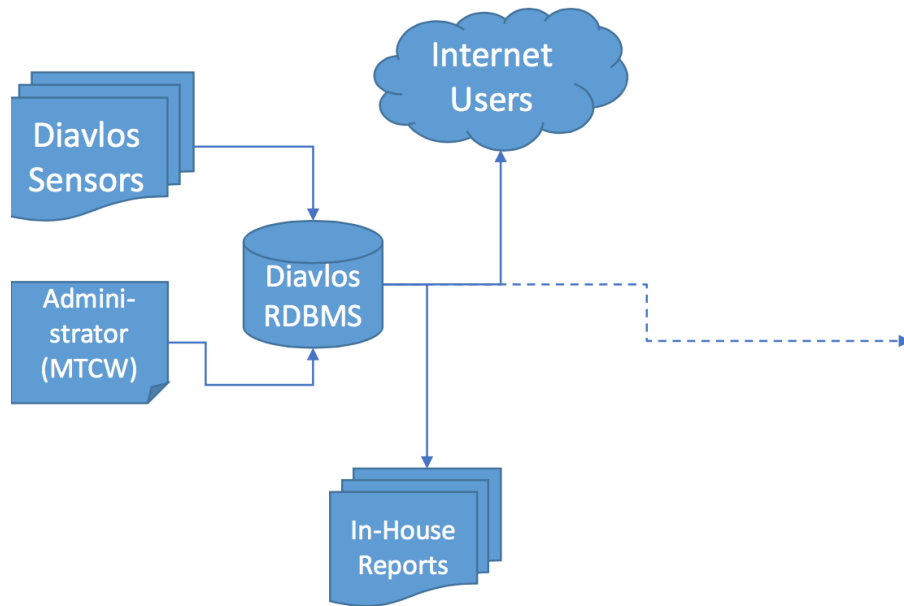 Internet
Users
Diavlos
Sensors
Diavlos
RDBMS
Admini-
strator
(MTCW)
In-House
Reports